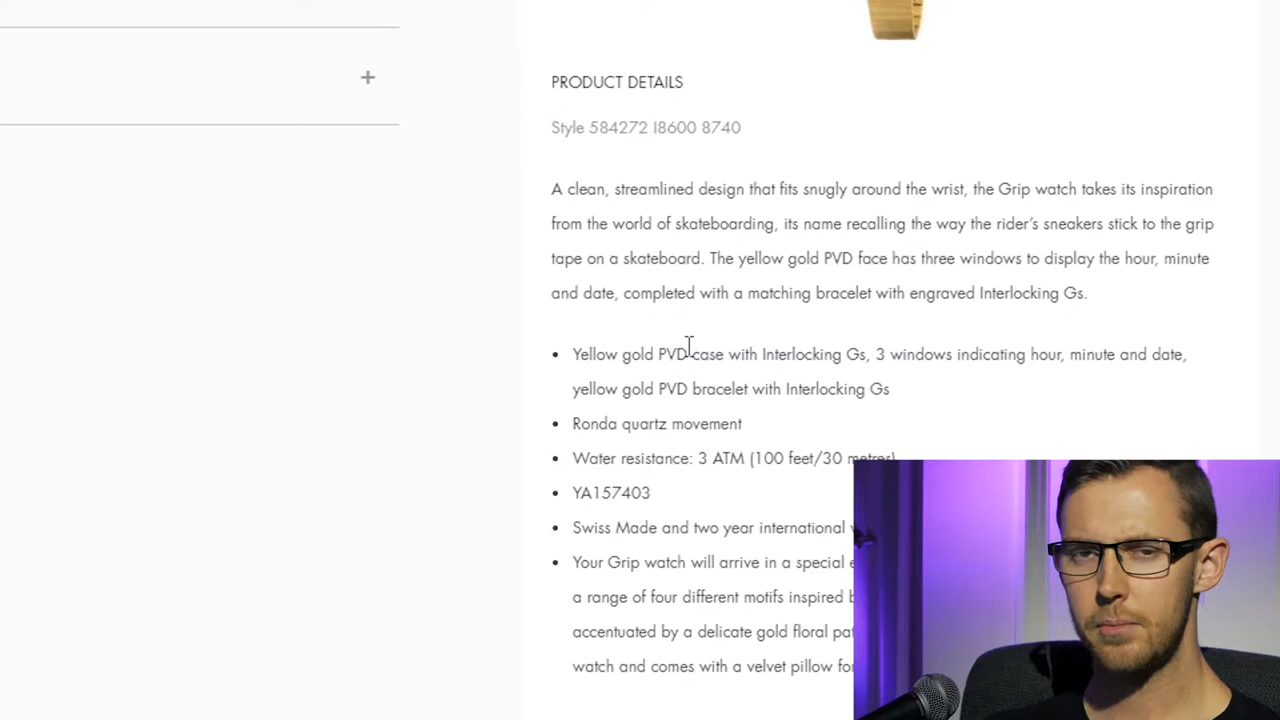 PRODUCT DETAILS
Style 584272 I8600 8740
A clean, streamlined design that fits snugly around the wrist, the Grip watch takes its inspiration
from the world of skateboarding, its name recalling the way the rider’s sneakers stick to the grip
tape on a skateboard. The yellow gold PVD face has three windows to display the hour, minute
and date, completed with a matching bracelet with engraved Interlocking Gs.
• Yellow gold PVD case with Interlocking Gs, 3 windows indicating hour, minute and date,
yellow gold PVD bracelet with Interlocking Gs
• Ronda quartz movement
• Water resistance: 3 ATM (100 feet/30 metres)
• YA157403
• Swiss Made and two year international
• Your Grip watch will arrive in a special
a range of four different motifs inspired
accentuated by a delicate gold floral
watch and comes with a velvet pillow